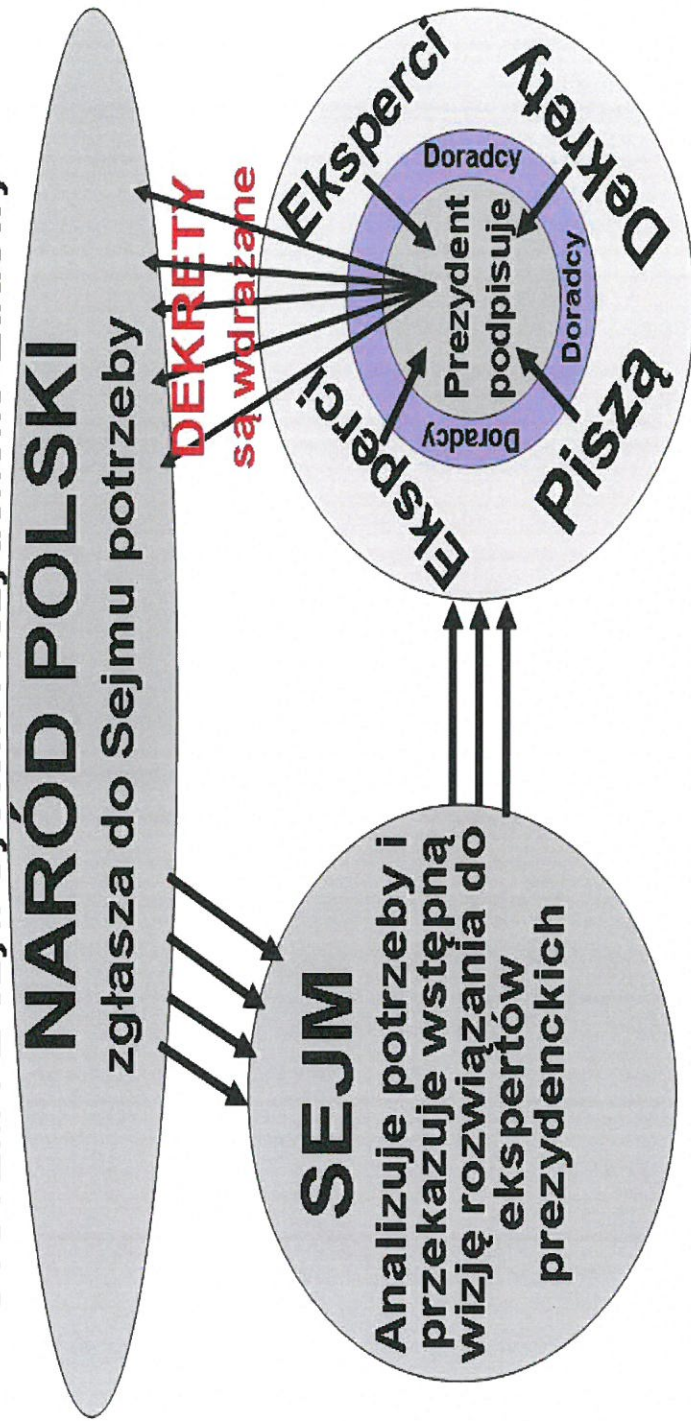 NARÓD POLSKI
zgłasza do Sejmu potrzeby
DEKRETY
są wdrażane
SEJM
Analizuje potrzeby i
przekazuje wstępną
wizję rozwiązania do
ekspertów
prezydenckich
Eksperci
Eksperci
Piszą
Dekrety
Doradcy
Doradcy
Doradcy
Prezydent
podpisuje